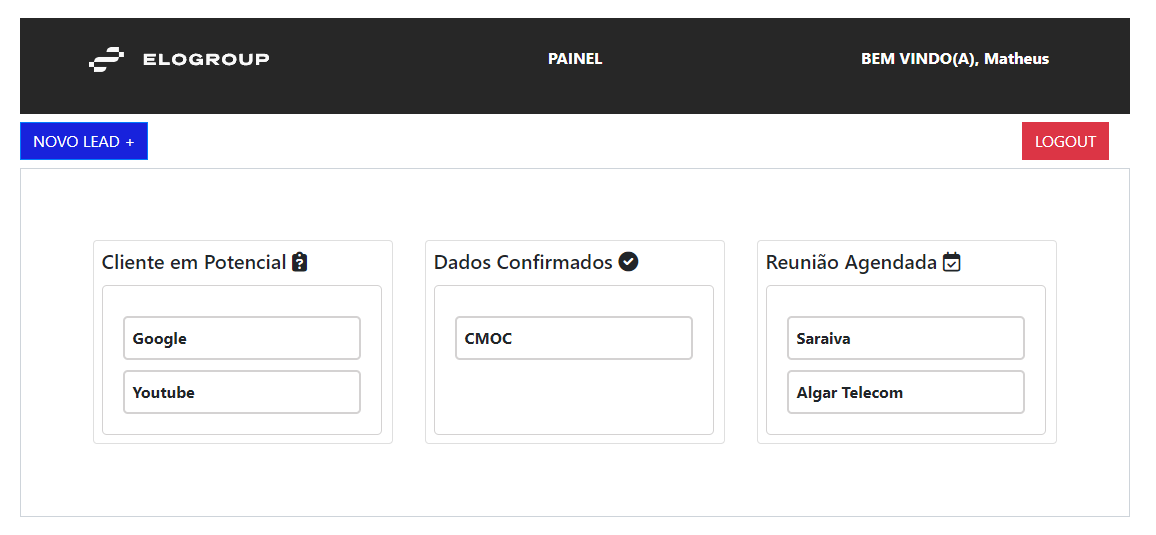 ELOGROUP
PAINEL
BEM VINDO(A), Matheus
NOVO LEAD +
LOGOUT
Cliente em Potencial
Google
Youtube
Dados Confirmados
CMOC
Reunião Agendada
Saraiva
Algar Telecom